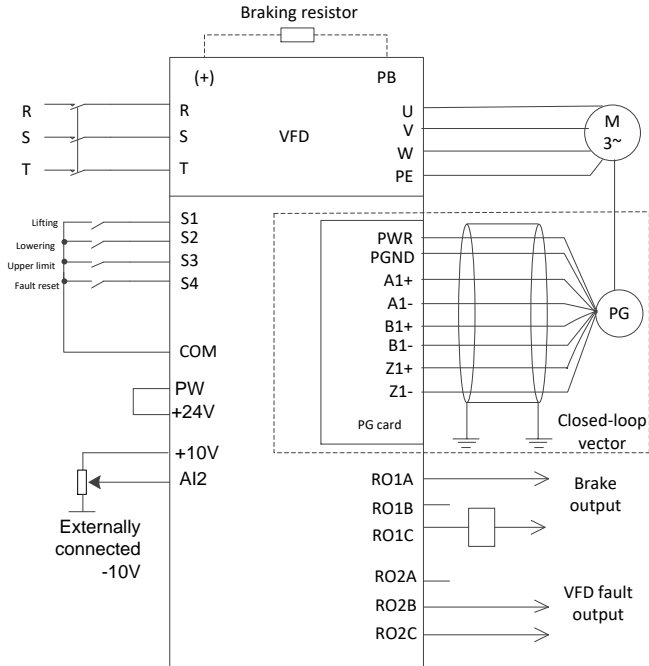 Braking resistor
(+)
PB
R
S
T
R
S
T
VFD
U
V
W
PE
M
3~
Lifting
Lowering
Upper limit
Fault reset
S1
S2
S3
S4
COM
PW
+24V
+10V
AI2
Externally
connected
-10V
PWR
PGND
A1+
A1-
B1+
B1-
Z1+
Z1-
PG card
PG
Closed-loop
vector
RO1A
RO1B
RO1C
Brake
output
RO2A
RO2B
RO2C
VFD fault
output